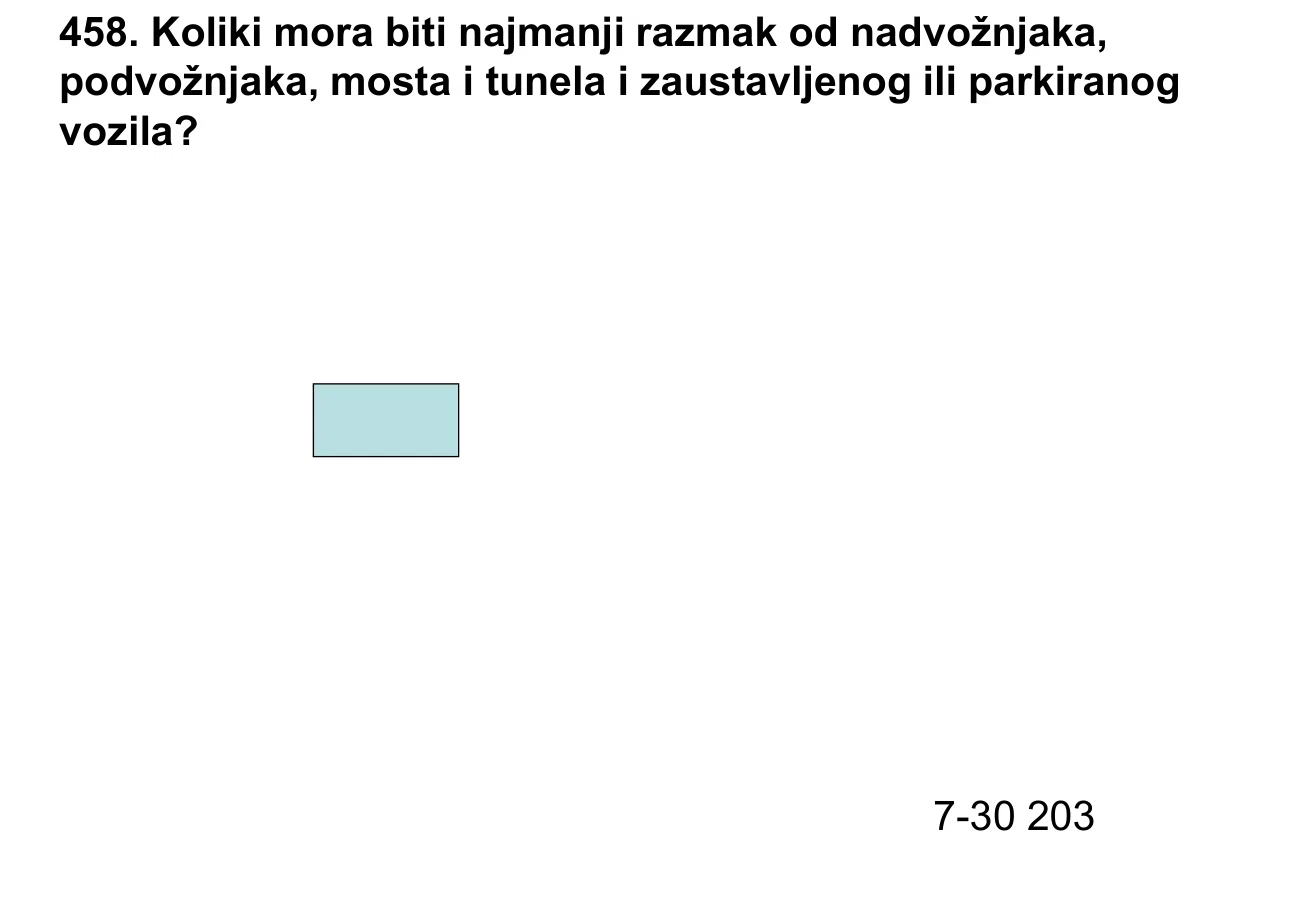 458. Koliki mora biti najmanji razmak od nadvožnjaka,
podvožnjaka, mosta i tunela i zaustavljenog ili parkiranog
vozila?
7-30 203